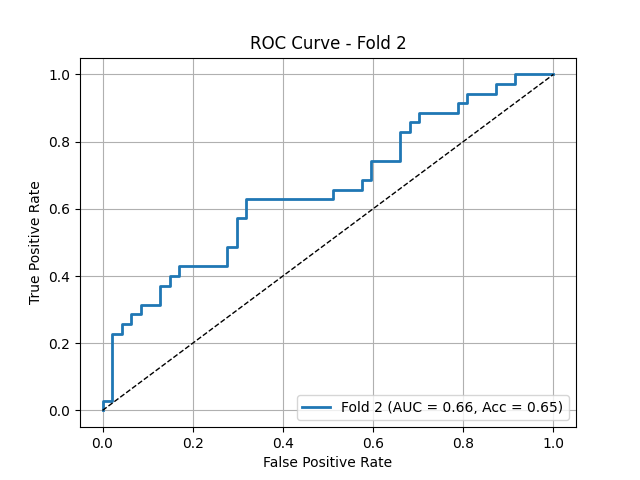 ROC Curve - Fold 2
True Positive Rate
1.0
0.8
0.6
0.4
0.2
0.0
Fold 2 (AUC = 0.66, Acc = 0.65)
0.0 0.2 0.4 0.6 0.8 1.0
False Positive Rate